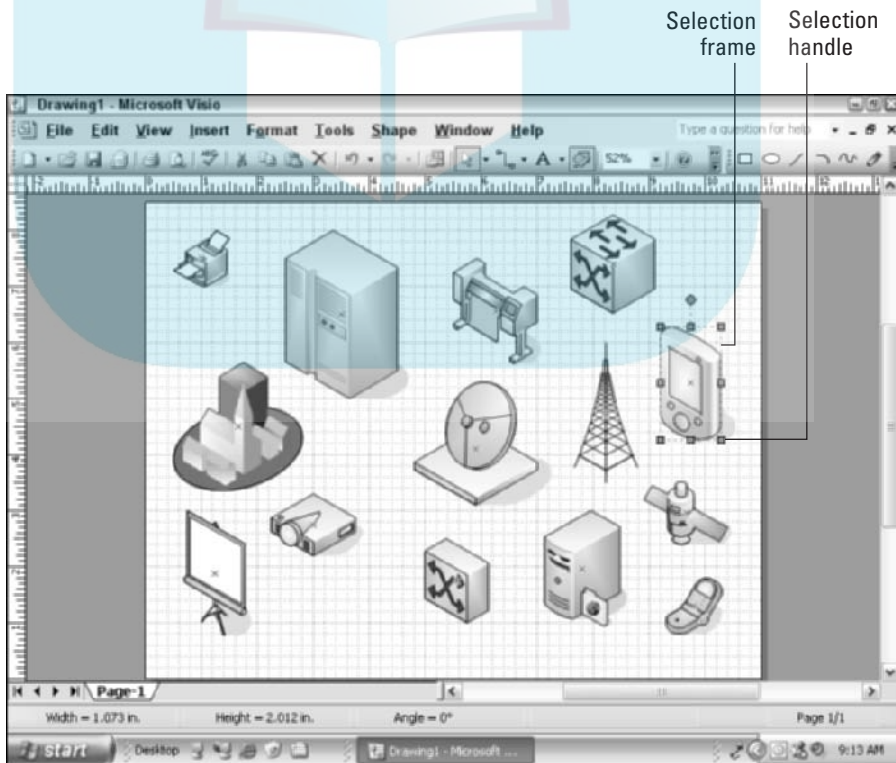 Selection frame
Selection handle
Drawing1 - Microsoft Visio
File Edit View Insert Format Tools Shape Window Help
Type a question for help
A 52%
Page-1
Width = 1.073 in. Height = 2.012 in. Angle = 0° Page 1/1
start Desktop Drawing1 - Microsoft ... 9:13 AM